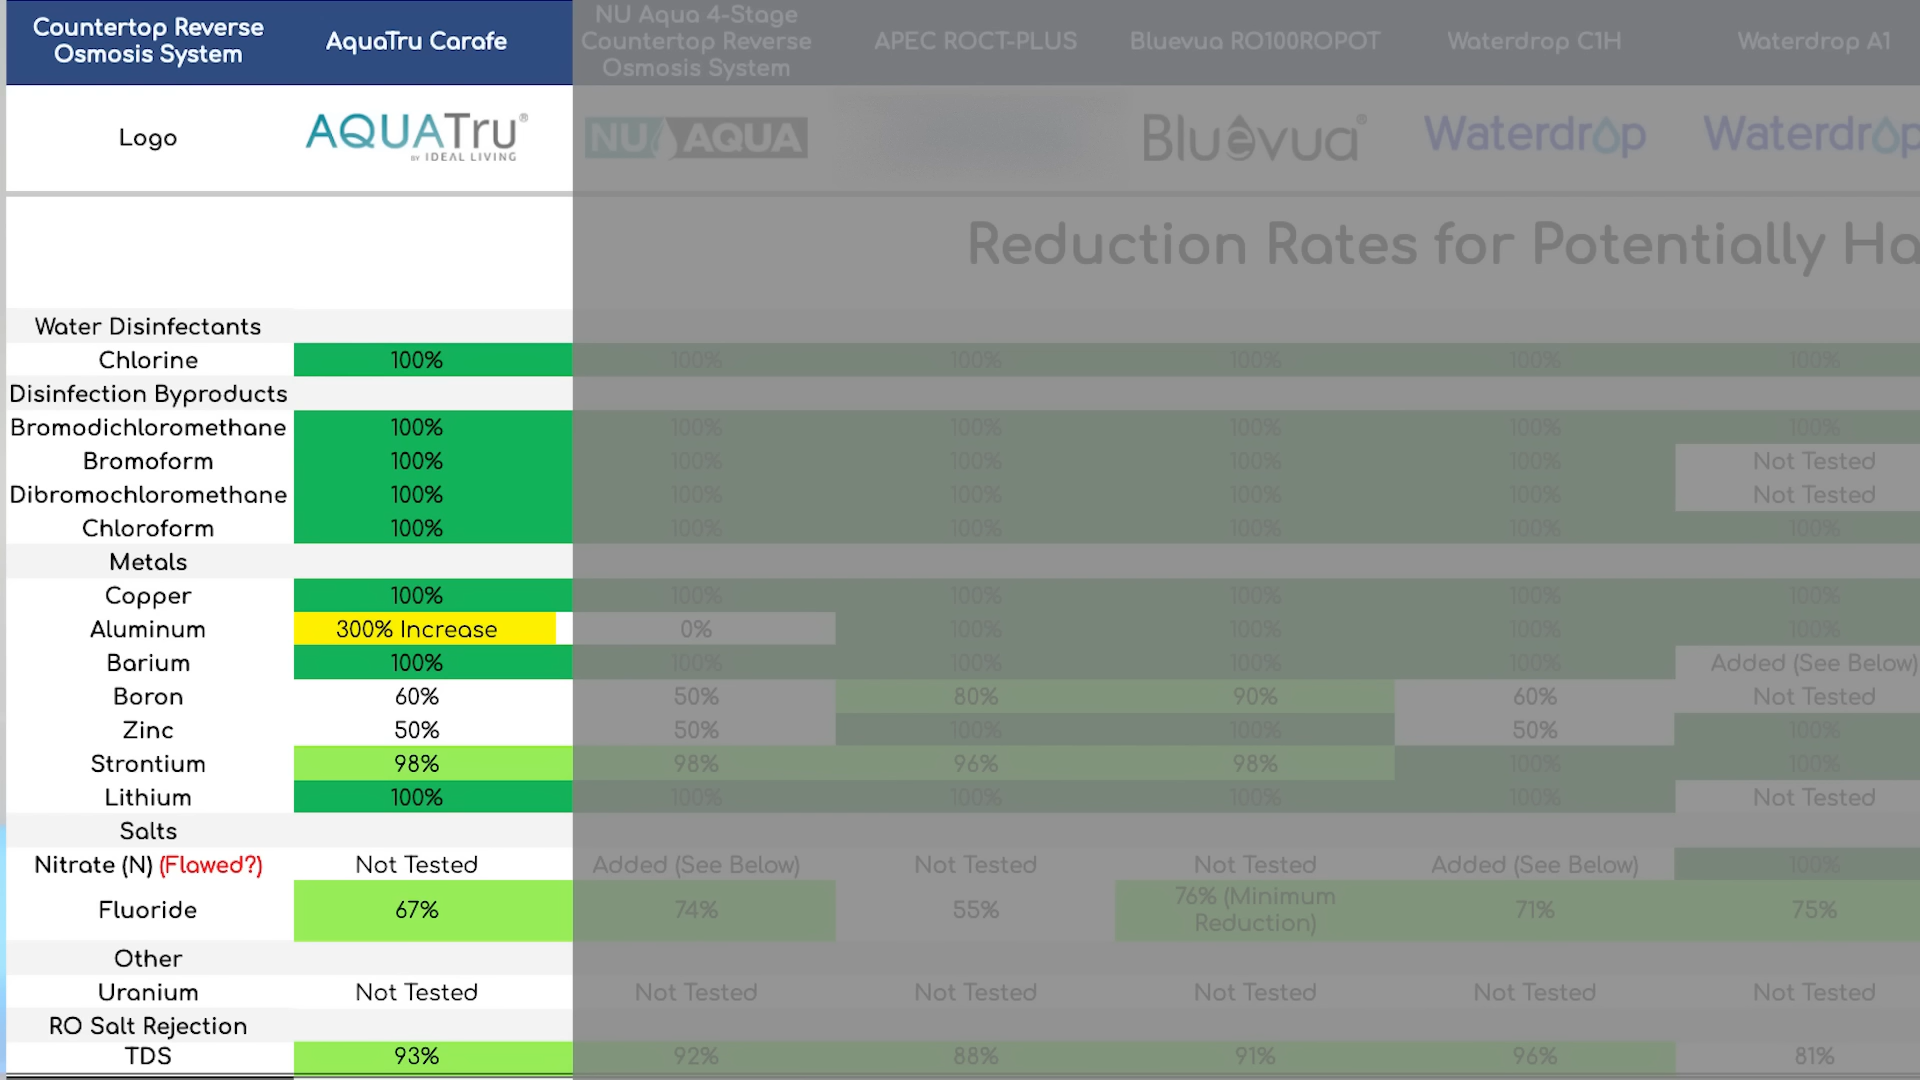 Countertop Reverse Osmosis System AquaTru Carafe NU Aqua 4-Stage Countertop Reverse Osmosis System APEC ROCT-PLUS Bluevua RO100ROPOT Waterdrop C1H Waterdrop A1
Logo AQUATru® BY IDEAL LIVING NU AQUA Bluevua® Waterdrop Waterdrop
Reduction Rates for Potentially Ha
Water Disinfectants
Chlorine 100% 100% 100% 100% 100% 100%
Disinfection Byproducts
Bromodichloromethane 100% 100% 100% 100% 100% 100%
Bromoform 100% 100% 100% 100% 100% Not Tested
Dibromochloromethane 100% 100% 100% 100% 100% Not Tested
Chloroform 100% 100% 100% 100% 100% 100%
Metals
Copper 100% 100% 100% 100% 100% 100%
Aluminum 300% Increase 0% 100% 100% 100% 100%
Barium 100% 100% 100% 100% 100% Added (See Below)
Boron 60% 50% 80% 90% 60% Not Tested
Zinc 50% 50% 100% 100% 50% 100%
Strontium 98% 98% 96% 98% 100% 100%
Lithium 100% 100% 100% 100% 100% Not Tested
Salts
Nitrate (N) (Flawed?) Not Tested Added (See Below) Not Tested Not Tested Added (See Below) 100%
Fluoride 67% 74% 55% 76% (Minimum Reduction) 71% 75%
Other
Uranium Not Tested Not Tested Not Tested Not Tested Not Tested Not Tested
RO Salt Rejection
TDS 93% 92% 88% 91% 96% 81%